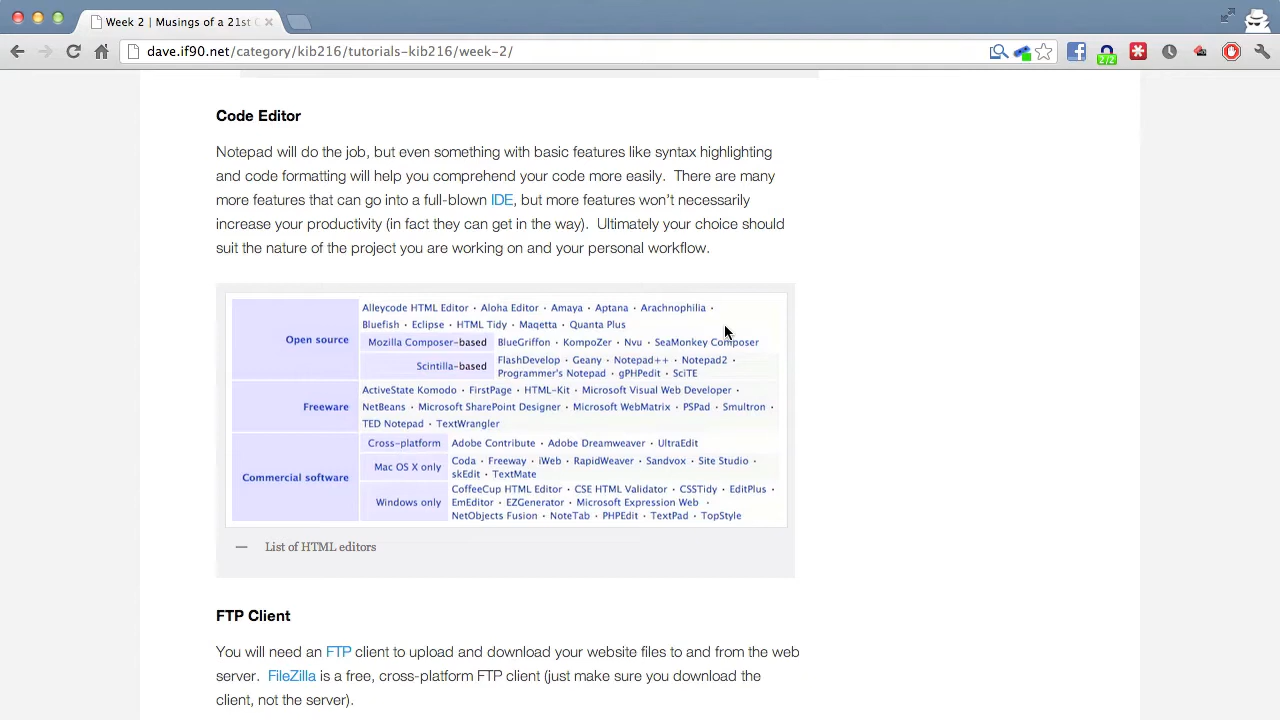 Week 2 | Musings of a 21st C
dave.if90.net/category/kib216/tutorials-kib216/week-2/
2/2
Code Editor
Notepad will do the job, but even something with basic features like syntax highlighting
and code formatting will help you comprehend your code more easily.  There are many
more features that can go into a full-blown IDE, but more features won't necessarily
increase your productivity (in fact they can get in the way).  Ultimately your choice should
suit the nature of the project you are working on and your personal workflow.
Open source
Alleycode HTML Editor · Aloha Editor · Amaya · Aptana · Arachnophilia ·
Bluefish · Eclipse · HTML Tidy · Maqetta · Quanta Plus
Mozilla Composer-based
BlueGriffon · KompoZer · Nvu · SeaMonkey Composer
Scintilla-based
FlashDevelop · Geany · Notepad++ · Notepad2 ·
Programmer's Notepad · gPHPedit · SciTE
Freeware
ActiveState Komodo · FirstPage · HTML-Kit · Microsoft Visual Web Developer ·
NetBeans · Microsoft SharePoint Designer · Microsoft WebMatrix · PSPad · Smultron ·
TED Notepad · TextWrangler
Commercial software
Cross-platform
Adobe Contribute · Adobe Dreamweaver · UltraEdit
Mac OS X only
Coda · Freeway · iWeb · RapidWeaver · Sandvox · Site Studio ·
skEdit · TextMate
Windows only
CoffeeCup HTML Editor · CSE HTML Validator · CSSTidy · EditPlus ·
EmEditor · EZGenerator · Microsoft Expression Web ·
NetObjects Fusion · NoteTab · PHPEdit · TextPad · TopStyle
— List of HTML editors
FTP Client
You will need an FTP client to upload and download your website files to and from the web
server.  FileZilla is a free, cross-platform FTP client (just make sure you download the
client, not the server).